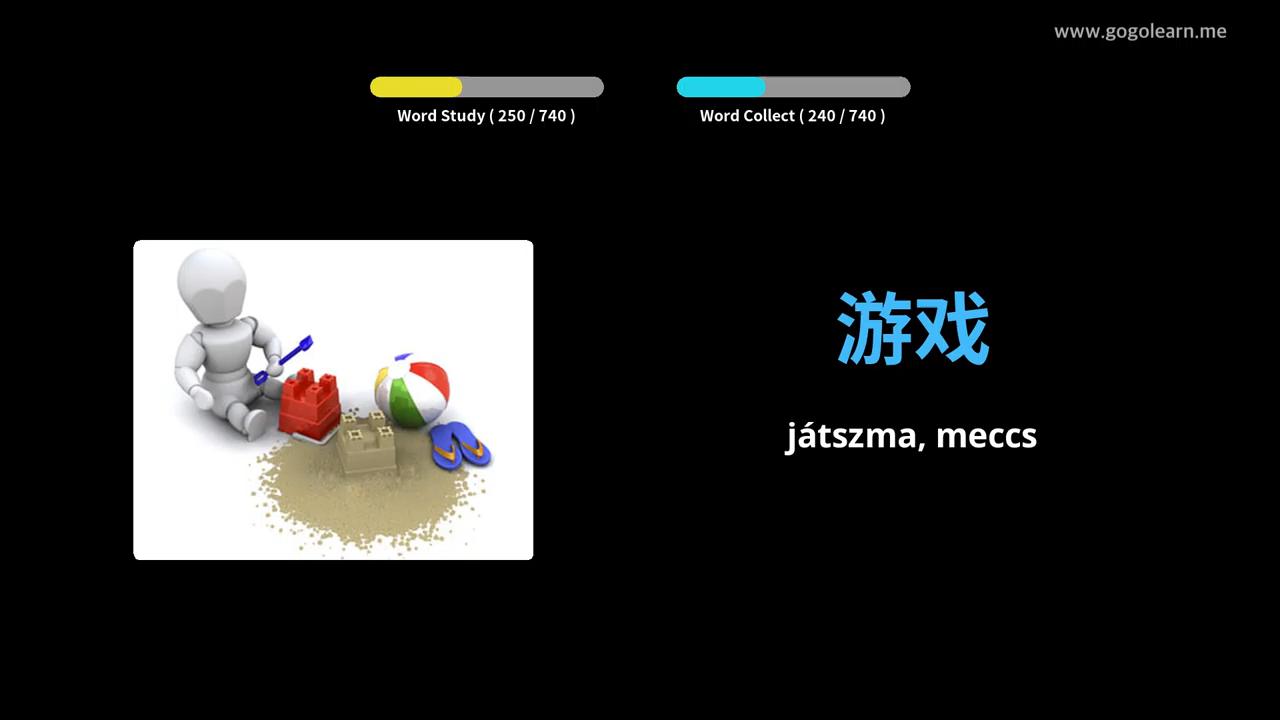 www.gogolearn.me
Word Study ( 250 / 740 )
Word Collect ( 240 / 740 )
游戏
játszma, meccs